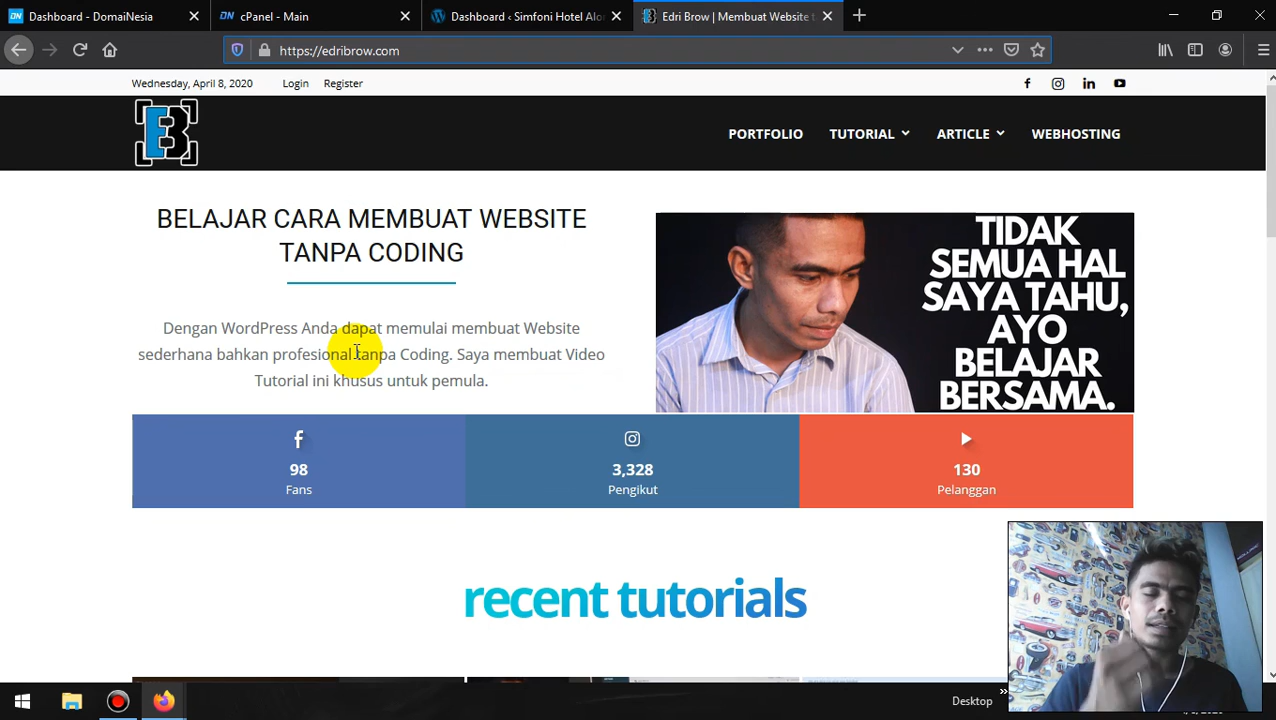 Dashboard - DomaiNesia
cPanel - Main
Dashboard ‹ Simfoni Hotel Alor
Edri Brow | Membuat Website t
https://edribrow.com
Wednesday, April 8, 2020
Login
Register
EB
PORTFOLIO
TUTORIAL
ARTICLE
WEBHOSTING
BELAJAR CARA MEMBUAT WEBSITE
TANPA CODING
Dengan WordPress Anda dapat memulai membuat Website
sederhana bahkan profesional tanpa Coding. Saya membuat Video
Tutorial ini khusus untuk pemula.
TIDAK
SEMUA HAL
SAYA TAHU,
AYO
BELAJAR
BERSAMA.
98
Fans
3,328
Pengikut
130
Pelanggan
recent tutorials
Desktop